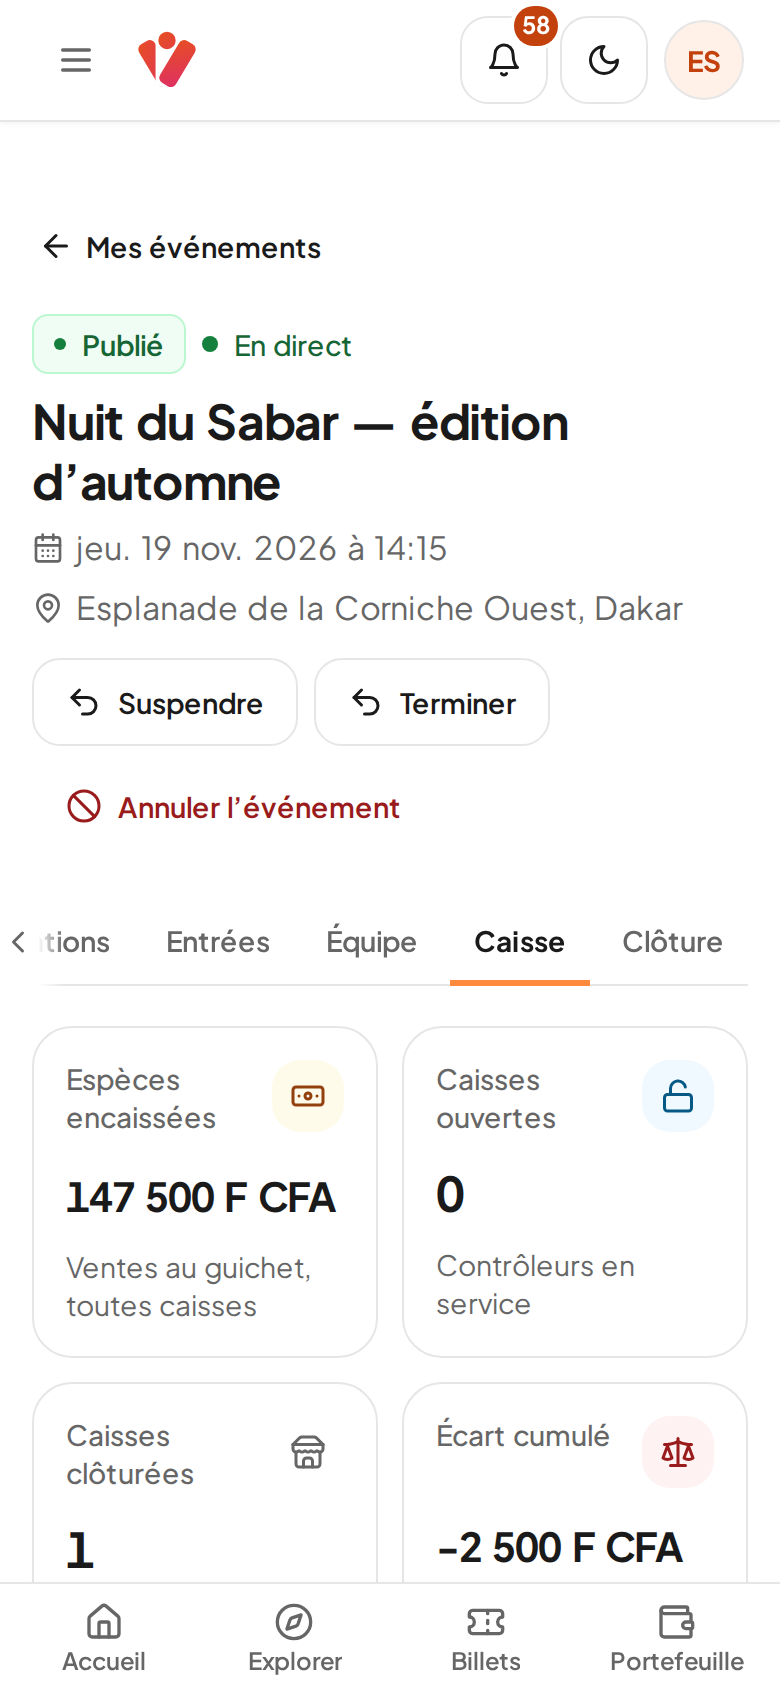 58
ES
Mes événements
Publié
En direct
Nuit du Sabar — édition
d’automne
jeu. 19 nov. 2026 à 14:15
Esplanade de la Corniche Ouest, Dakar
Suspendre
Terminer
Annuler l’événement
tions
Entrées
Équipe
Caisse
Clôture
Espèces
encaissées
147 500 F CFA
Ventes au guichet,
toutes caisses
Caisses
ouvertes
0
Contrôleurs en
service
Caisses
clôturées
1
Écart cumulé
−2 500 F CFA
Accueil
Explorer
Billets
Portefeuille